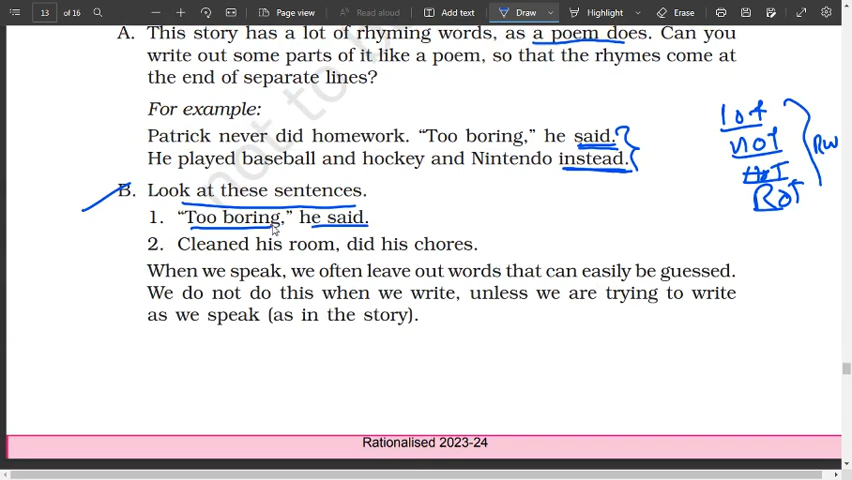 13 of 16 Page view Read aloud Add text Draw Highlight Erase
A. This story has a lot of rhyming words, as a poem does. Can you
write out some parts of it like a poem, so that the rhymes come at
the end of separate lines?
For example:
Patrick never did homework. “Too boring,” he said.
He played baseball and hockey and Nintendo instead.
B. Look at these sentences.
1. “Too boring,” he said.
2. Cleaned his room, did his chores.
When we speak, we often leave out words that can easily be guessed.
We do not do this when we write, unless we are trying to write
as we speak (as in the story).
lot
not
Rot
RW
not to
Rationalised 2023-24